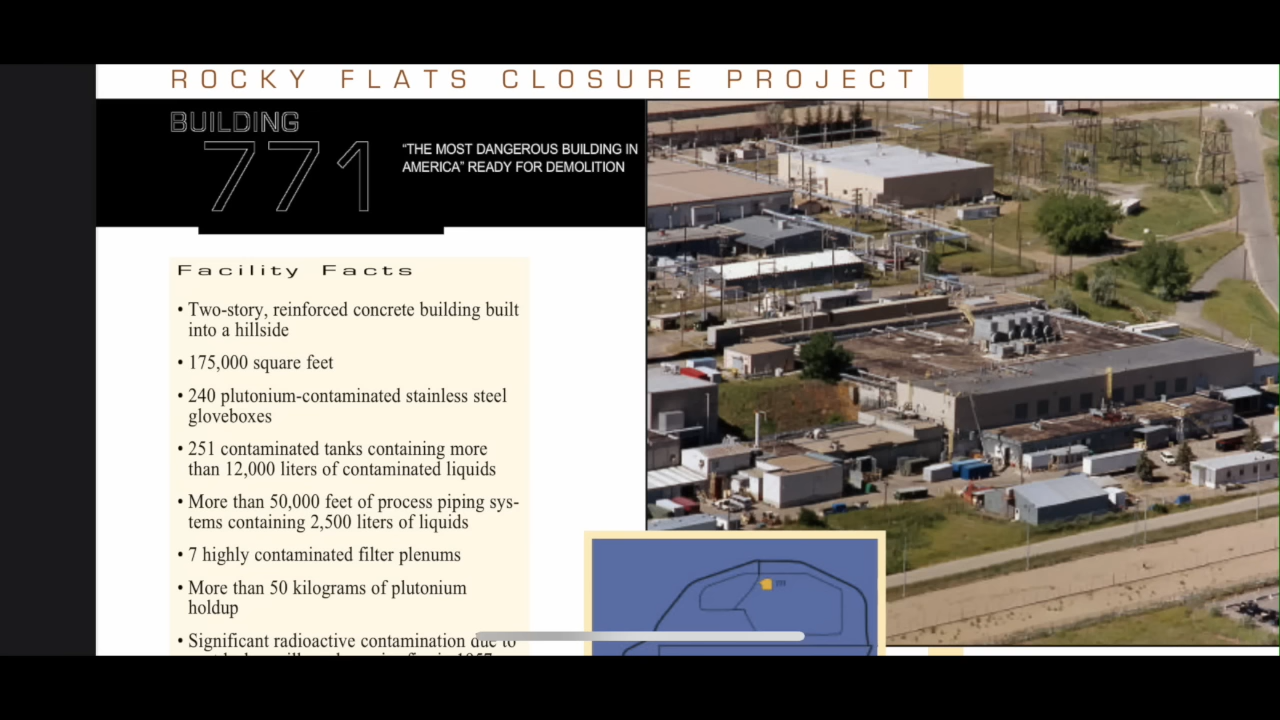 ROCKY FLATS CLOSURE PROJECT
BUILDING
771
“THE MOST DANGEROUS BUILDING IN
AMERICA” READY FOR DEMOLITION
Facility Facts
• Two-story, reinforced concrete building built
into a hillside
• 175,000 square feet
• 240 plutonium-contaminated stainless steel
gloveboxes
• 251 contaminated tanks containing more
than 12,000 liters of contaminated liquids
• More than 50,000 feet of process piping sys-
tems containing 2,500 liters of liquids
• 7 highly contaminated filter plenums
• More than 50 kilograms of plutonium
holdup
• Significant radioactive contamination due to